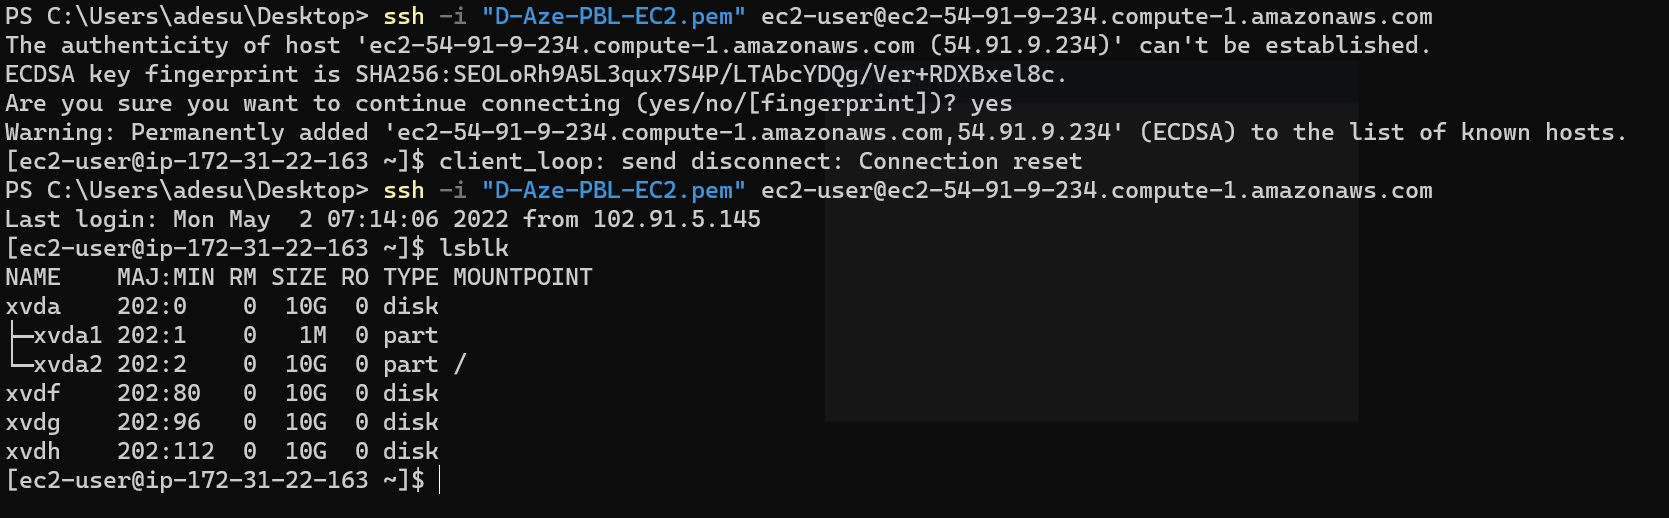 PS C:\Users\adesu\Desktop> ssh -i "D-Aze-PBL-EC2.pem" ec2-user@ec2-54-91-9-234.compute-1.amazonaws.com
The authenticity of host 'ec2-54-91-9-234.compute-1.amazonaws.com (54.91.9.234)' can't be established.
ECDSA key fingerprint is SHA256:SEOLoRh9A5L3qux7S4P/LTAbcYDQg/Ver+RDXBxel8c.
Are you sure you want to continue connecting (yes/no/[fingerprint])? yes
Warning: Permanently added 'ec2-54-91-9-234.compute-1.amazonaws.com,54.91.9.234' (ECDSA) to the list of known hosts.
[ec2-user@ip-172-31-22-163 ~]$ client_loop: send disconnect: Connection reset
PS C:\Users\adesu\Desktop> ssh -i "D-Aze-PBL-EC2.pem" ec2-user@ec2-54-91-9-234.compute-1.amazonaws.com
Last login: Mon May  2 07:14:06 2022 from 102.91.5.145
[ec2-user@ip-172-31-22-163 ~]$ lsblk
NAME    MAJ:MIN RM SIZE RO TYPE MOUNTPOINT
xvda    202:0    0  10G  0 disk
├─xvda1 202:1    0   1M  0 part
└─xvda2 202:2    0  10G  0 part /
xvdf    202:80   0  10G  0 disk
xvdg    202:96   0  10G  0 disk
xvdh    202:112  0  10G  0 disk
[ec2-user@ip-172-31-22-163 ~]$